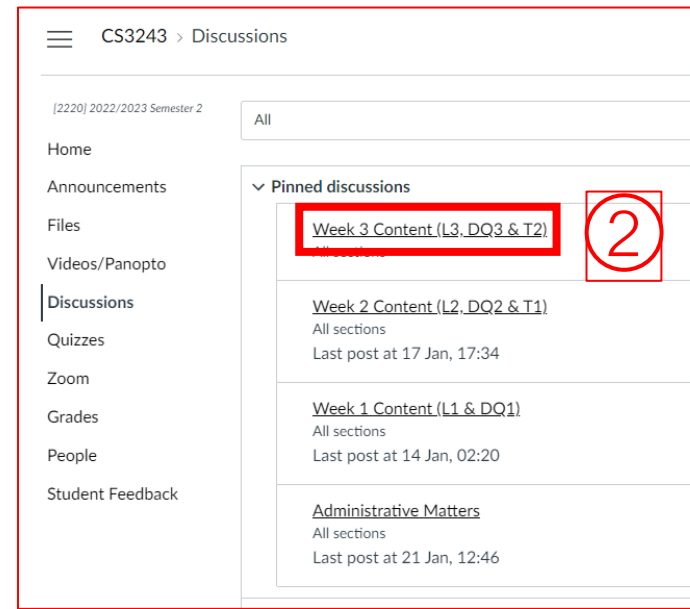 CS3243 > Discussions
[2220] 2022/2023 Semester 2
Home
Announcements
Files
Videos/Panopto
Discussions
Quizzes
Zoom
Grades
People
Student Feedback
All
Pinned discussions
Week 3 Content (L3, DQ3 & T2)
All sections
②
Week 2 Content (L2, DQ2 & T1)
All sections
Last post at 17 Jan, 17:34
Week 1 Content (L1 & DQ1)
All sections
Last post at 14 Jan, 02:20
Administrative Matters
All sections
Last post at 21 Jan, 12:46